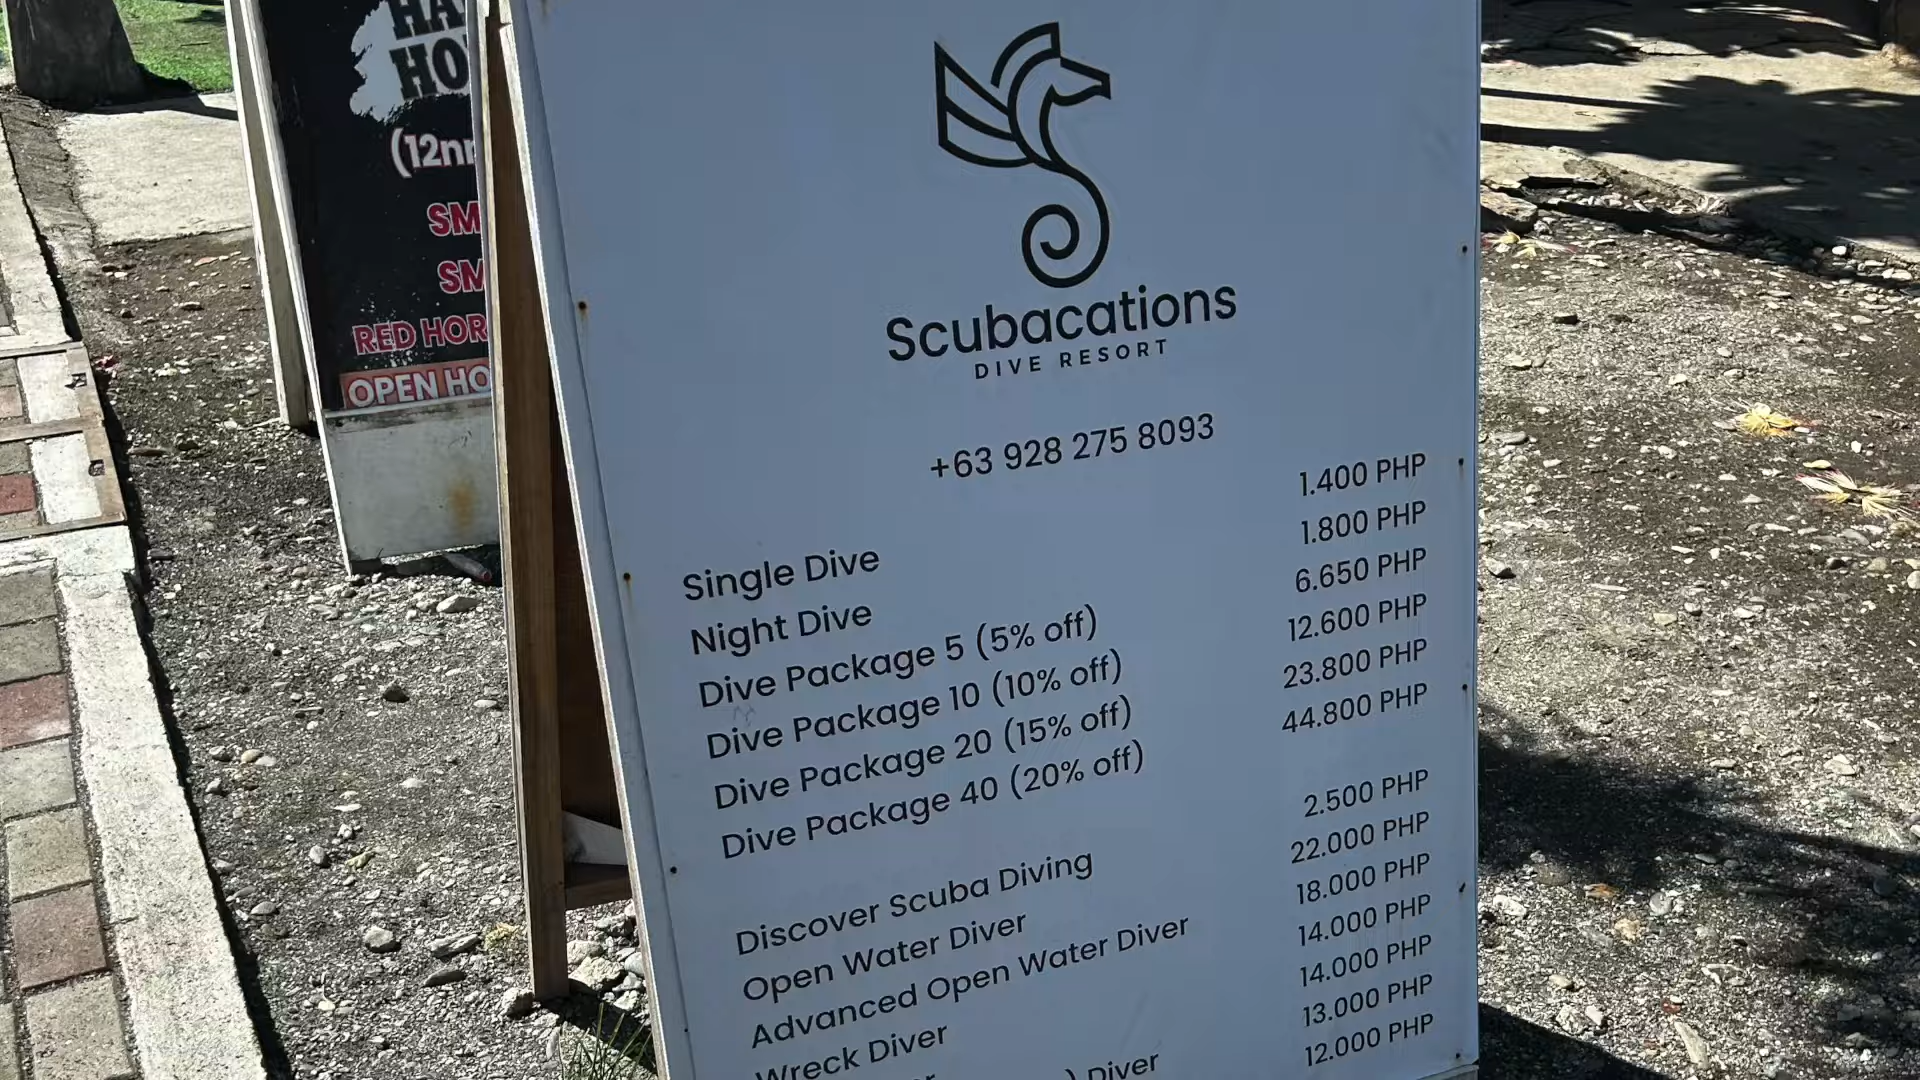 HO
(12n
SM
SM
RED HOR
OPEN HO
Scubacations
DIVE RESORT
+63 928 275 8093
Single Dive 1.400 PHP
Night Dive 1.800 PHP
Dive Package 5 (5% off) 6.650 PHP
Dive Package 10 (10% off) 12.600 PHP
Dive Package 20 (15% off) 23.800 PHP
Dive Package 40 (20% off) 44.800 PHP
Discover Scuba Diving 2.500 PHP
Open Water Diver 22.000 PHP
Advanced Open Water Diver 18.000 PHP
Wreck Diver 14.000 PHP
14.000 PHP
) Diver 13.000 PHP
12.000 PHP